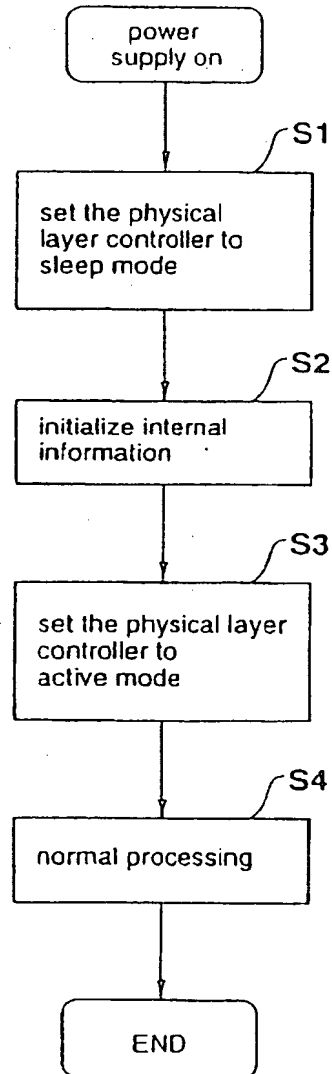 power
supply on
S1
set the physical
layer controller to
sleep mode
S2
initialize internal
information
S3
set the physical layer
controller to
active mode
S4
normal processing
END